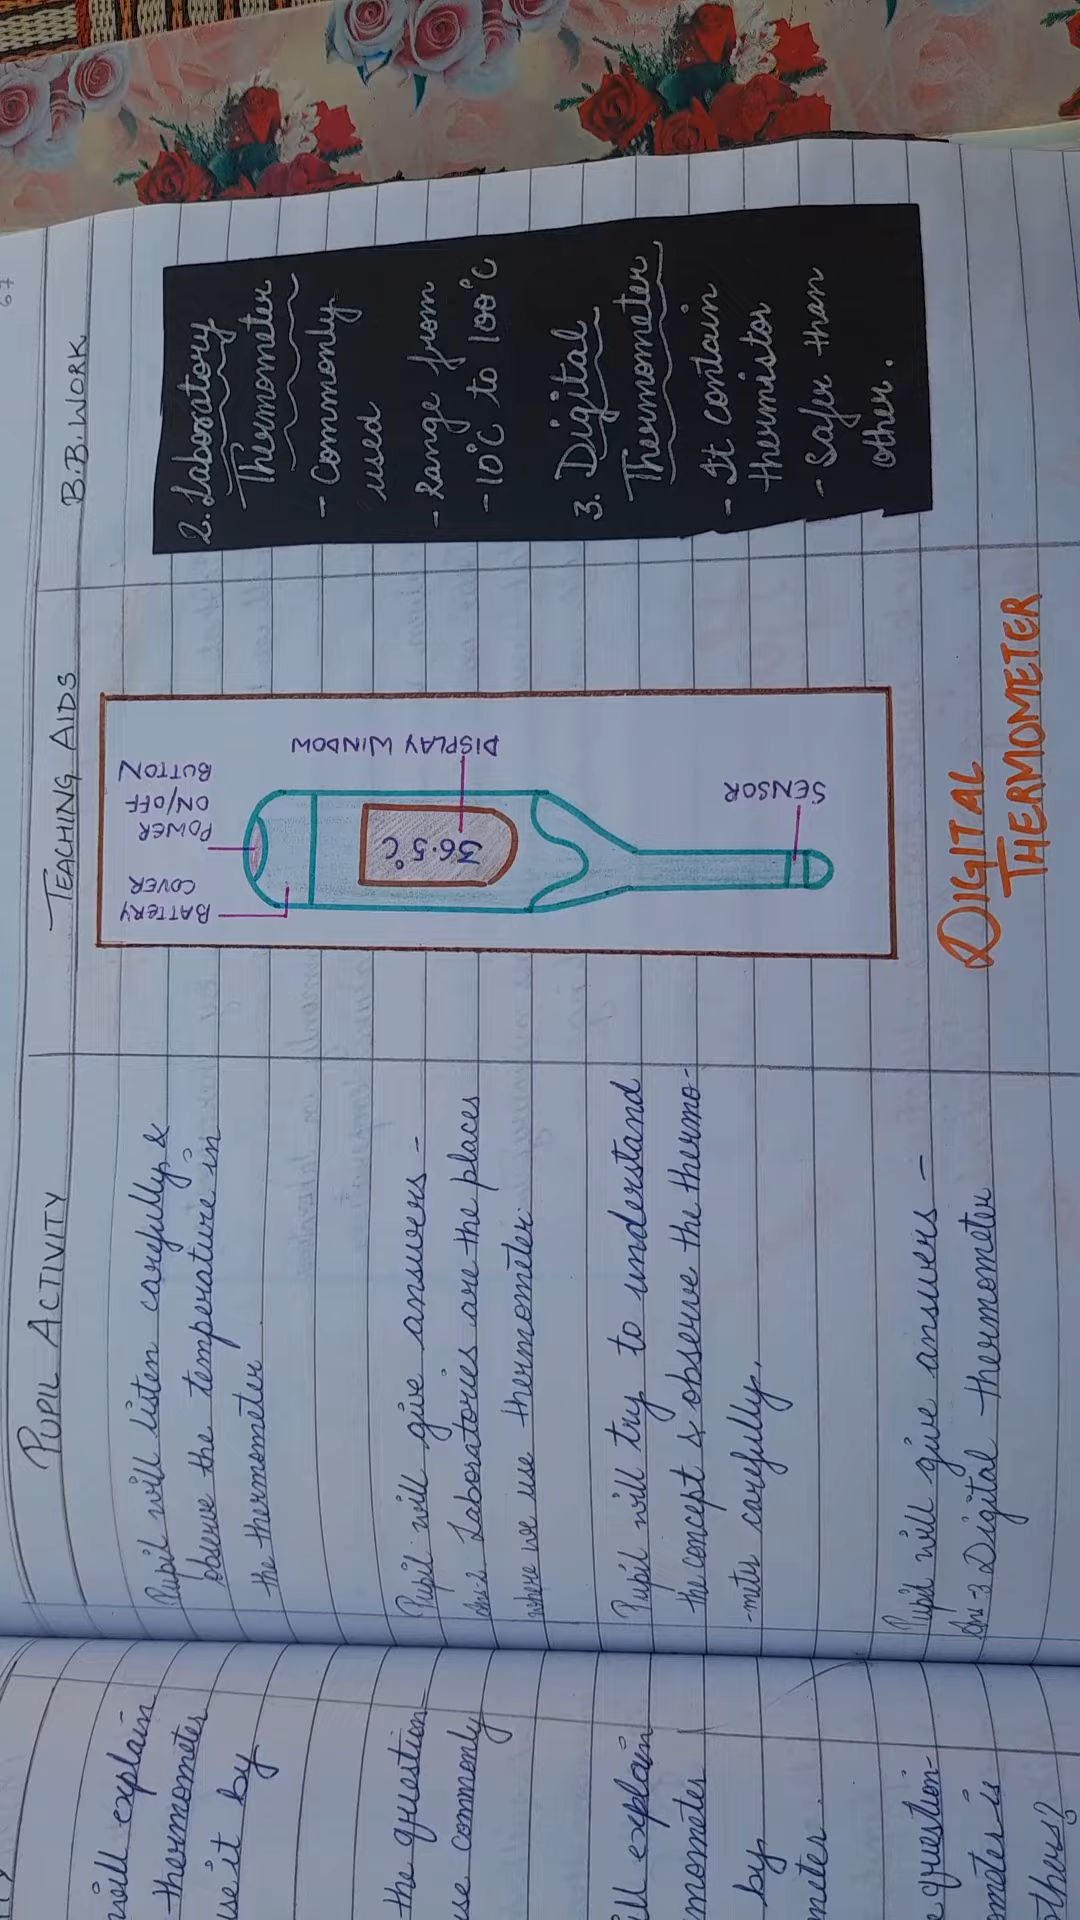 67
PUPIL ACTIVITY
Pupil will listen carefully &
observe the temperature in
the thermometer
Pupil will give answers -
Ans-2 Laboratories are the places
where we use thermometer.
Pupil will try to understand
the concept & observe the thermo-
-meter carefully.
Pupil will give answers -
Ans-3 Digital thermometer
TEACHING AIDS
BATTERY
COVER
POWER
ON/OFF
BUTTON
DISPLAY WINDOW
36.5°C
SENSOR
DIGITAL
THERMOMETER
B.B. WORK
2. Laboratory
Thermometer
- Commonly
used
- Range from
-10°C to 100°C
3. Digital
Thermometer
- It contain
thermistor
- Safer than
other.
will explain
thermometer
use it by
the question
use commonly
explain
mometer
by
meter.
question-
meter is
others?